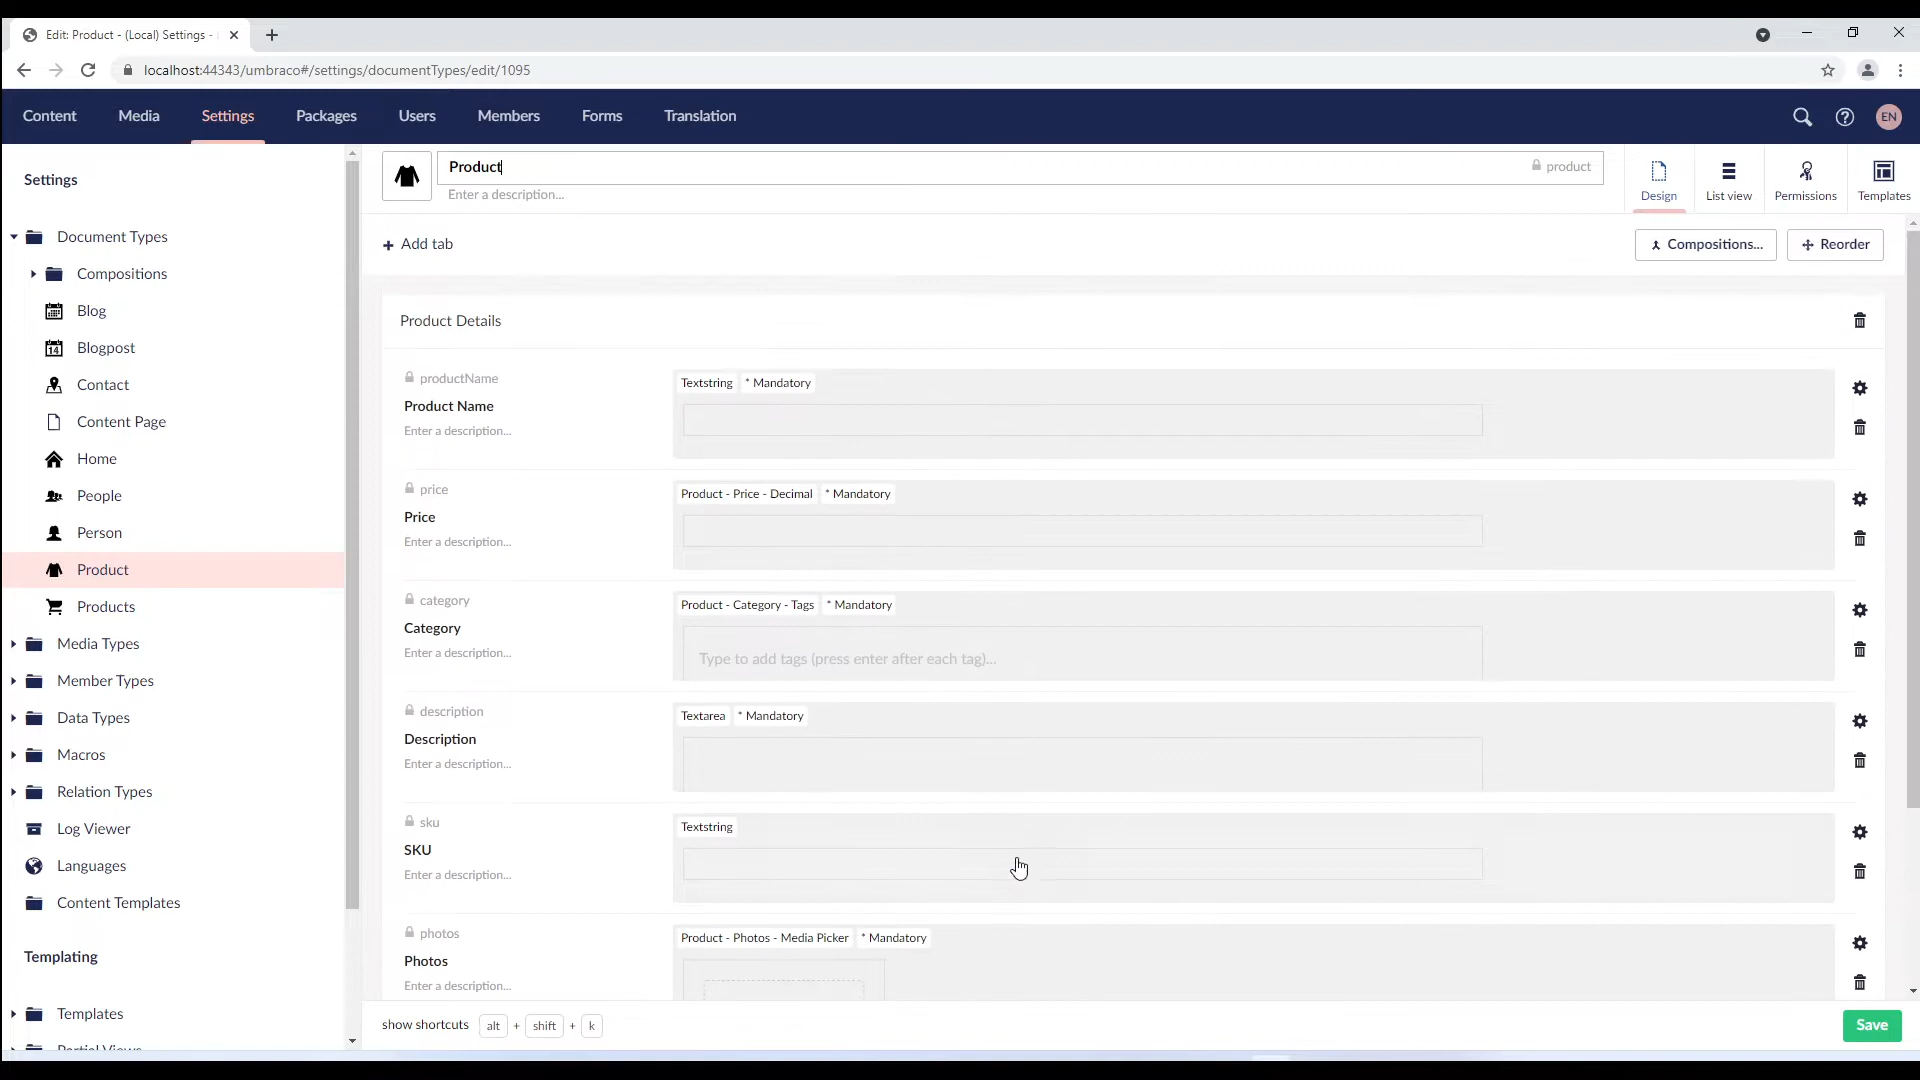 Edit: Product - (Local) Settings -
localhost:44343/umbraco#/settings/documentTypes/edit/1095
Content Media Settings Packages Users Members Forms Translation
EN
Settings
Document Types
Compositions
Blog
14
Blogpost
Contact
Content Page
Home
People
Person
Product
Products
Media Types
Member Types
Data Types
Macros
Relation Types
Log Viewer
Languages
Content Templates
Templating
Templates
Partial Views
Product
product
Enter a description...
Design
List view
Permissions
Templates
Add tab
Compositions...
Reorder
Product Details
productName
Product Name
Enter a description...
Textstring * Mandatory
price
Price
Enter a description...
Product - Price - Decimal * Mandatory
category
Category
Enter a description...
Product - Category - Tags * Mandatory
Type to add tags (press enter after each tag)...
description
Description
Enter a description...
Textarea * Mandatory
sku
SKU
Enter a description...
Textstring
photos
Photos
Enter a description...
Product - Photos - Media Picker * Mandatory
show shortcuts alt + shift + k
Save